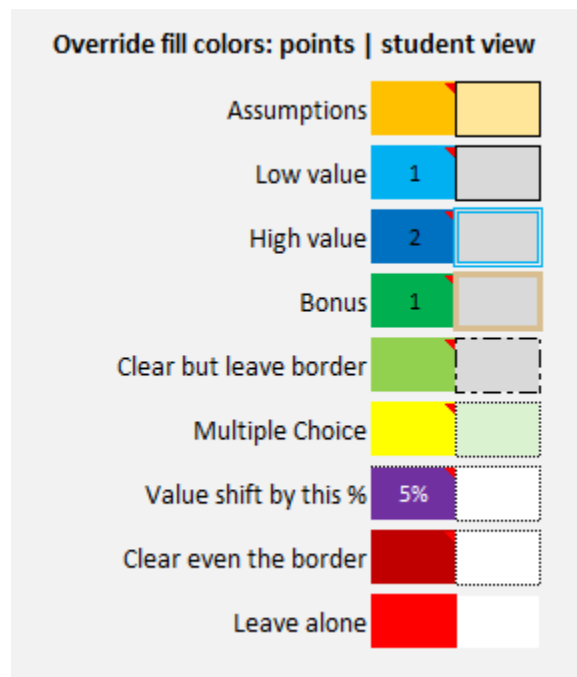 Override fill colors: points | student view
Assumptions
Low value 1
High value 2
Bonus 1
Clear but leave border
Multiple Choice
Value shift by this % 5%
Clear even the border
Leave alone